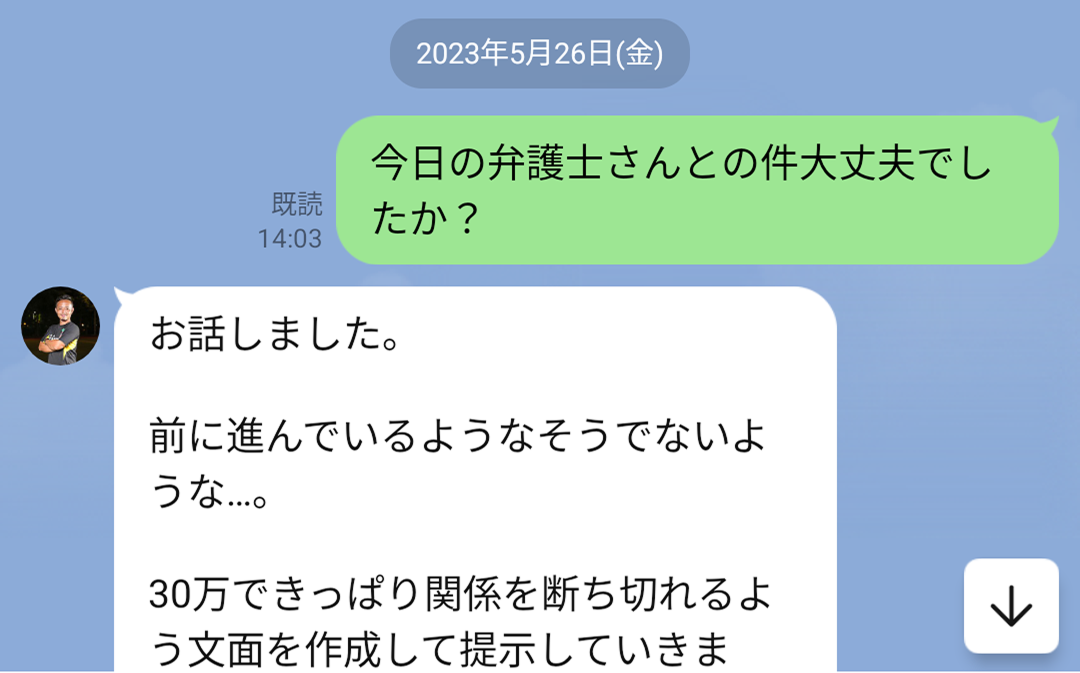 2023年5月26日(金)
今日の弁護士さんとの件大丈夫でし
たか？
既読
14:03
お話しました。
前に進んでいるようなそうでないよ
うな…。
30万できっぱり関係を断ち切れるよ
う文面を作成して提示していきま